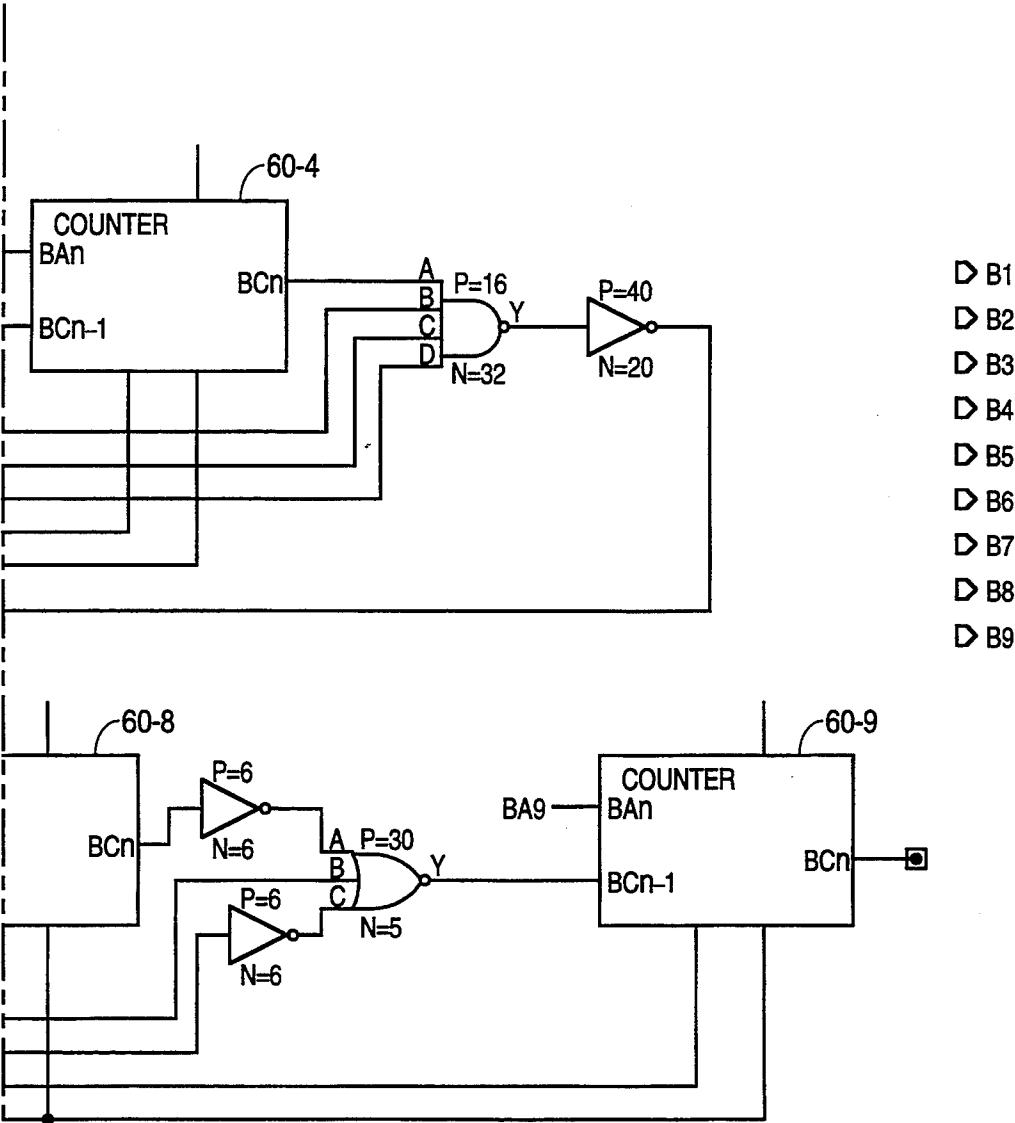 60-4
COUNTER
BAn
BCn
BCn–1
A
B
C
D
P=16
Y
N=32
P=40
N=20
B1
B2
B3
B4
B5
B6
B7
B8
B9
60-8
BCn
P=6
N=6
P=6
N=6
A
B
C
P=30
Y
N=5
60-9
COUNTER
BA9
BAn
BCn
BCn–1